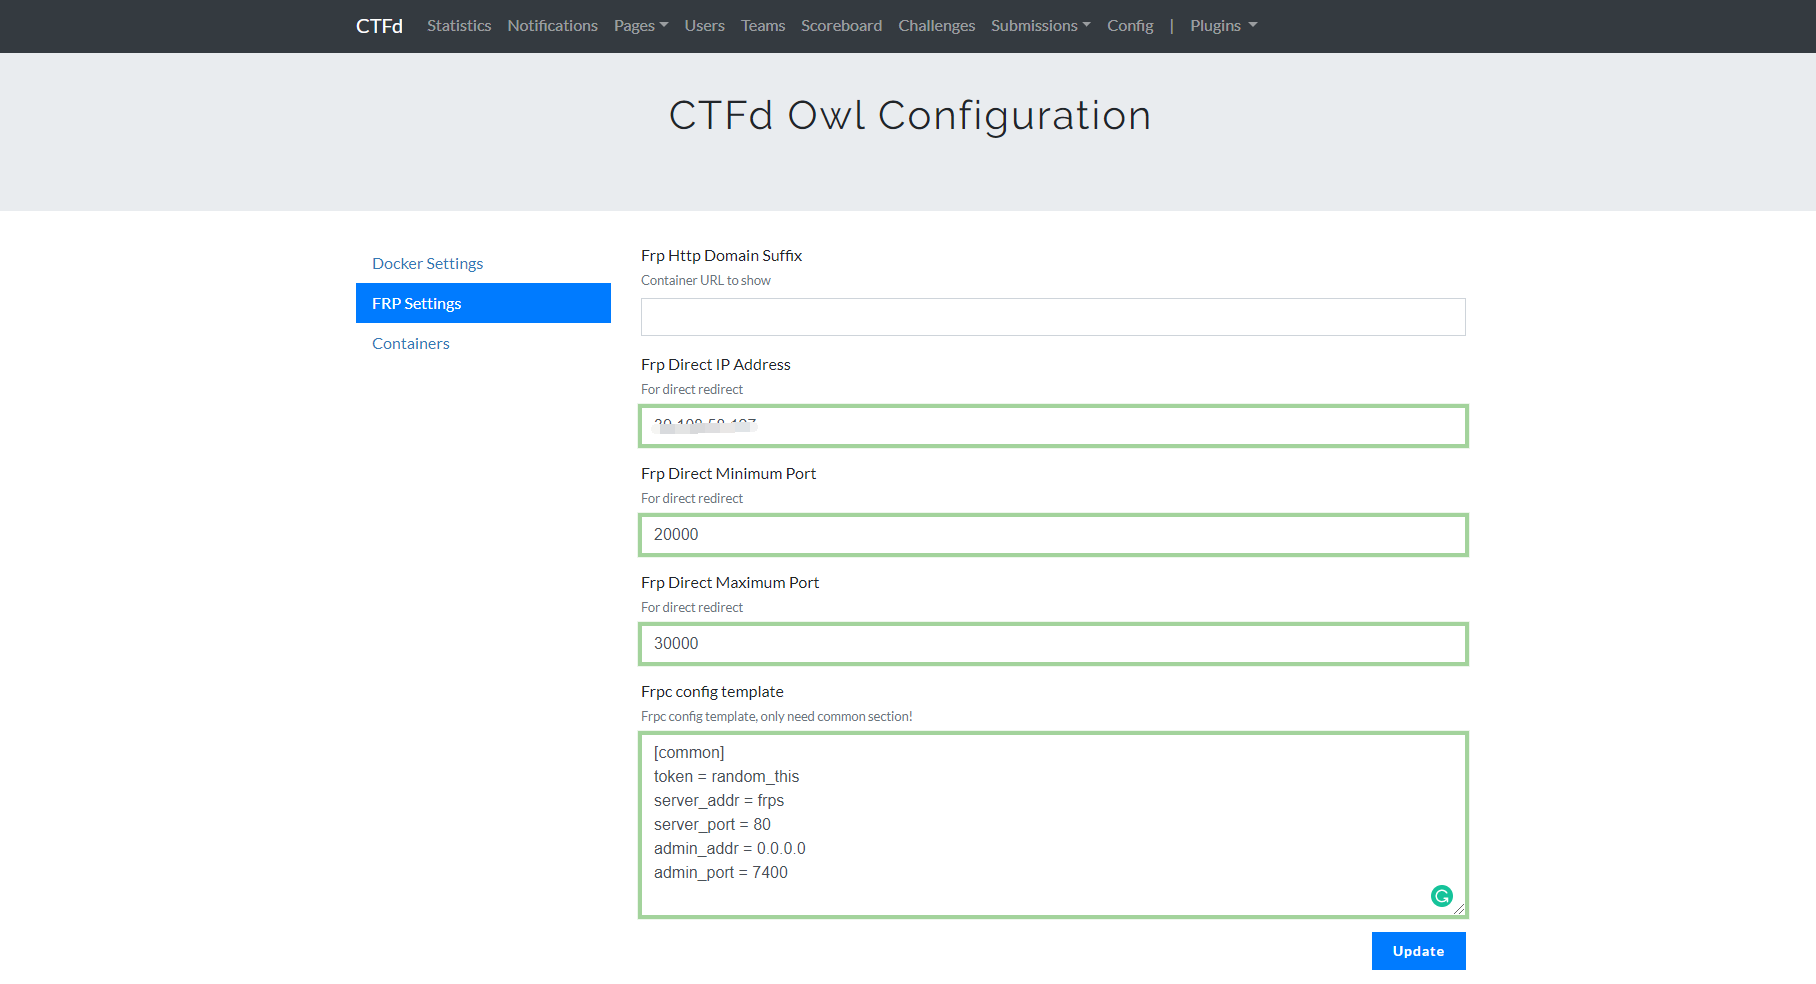 CTFd Statistics Notifications Pages Users Teams Scoreboard Challenges Submissions Config | Plugins
CTFd Owl Configuration
Docker Settings
FRP Settings
Containers
Frp Http Domain Suffix
Container URL to show
Frp Direct IP Address
For direct redirect
Frp Direct Minimum Port
For direct redirect
20000
Frp Direct Maximum Port
For direct redirect
30000
Frpc config template
Frpc config template, only need common section!
[common]
token = random_this
server_addr = frps
server_port = 80
admin_addr = 0.0.0.0
admin_port = 7400
Update